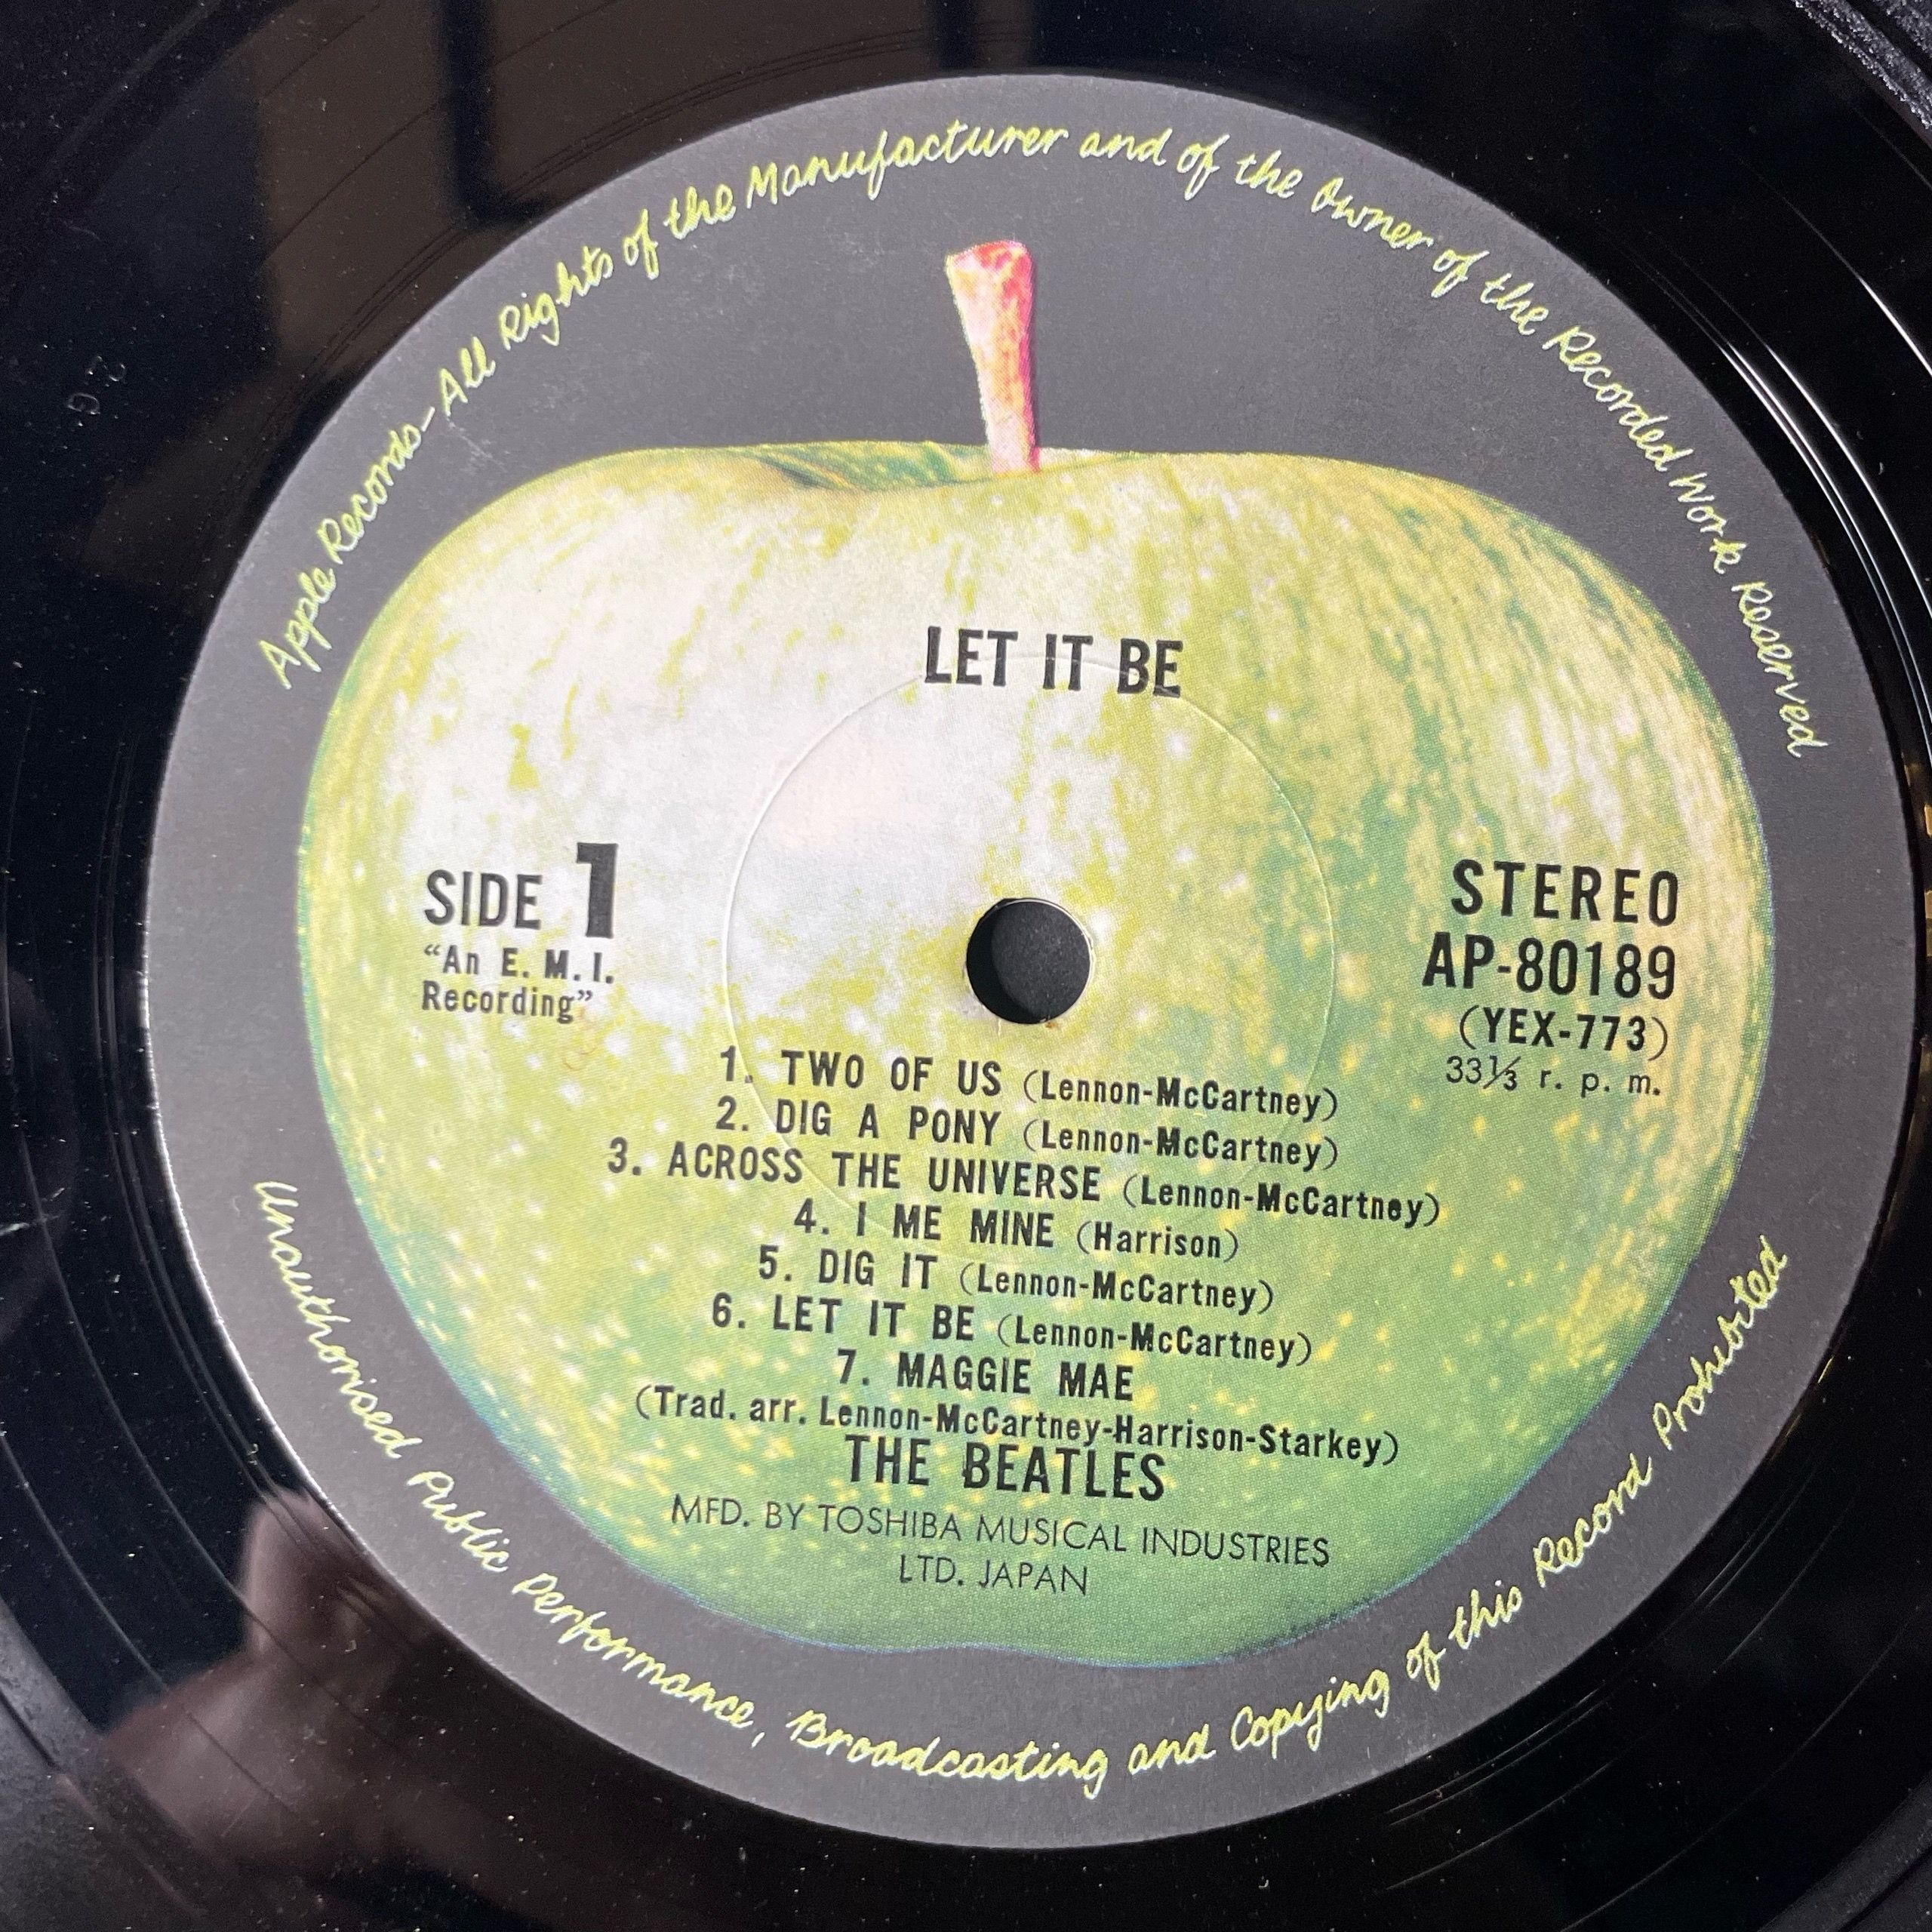 Apple Records-All Rights of the Manufacturer and of the Owner of the Recorded Work Reserved
LET IT BE
SIDE 1
“An E. M. I.
Recording”
STEREO
AP-80189
(YEX-773)
33⅓ r. p. m.
1. TWO OF US (Lennon-McCartney)
2. DIG A PONY (Lennon-McCartney)
3. ACROSS THE UNIVERSE (Lennon-McCartney)
4. I ME MINE (Harrison)
5. DIG IT (Lennon-McCartney)
6. LET IT BE (Lennon-McCartney)
7. MAGGIE MAE
(Trad. arr. Lennon-McCartney-Harrison-Starkey)
THE BEATLES
MFD. BY TOSHIBA MUSICAL INDUSTRIES
LTD. JAPAN
Unauthorised Public Performance, Broadcasting and Copying of this Record Prohibited